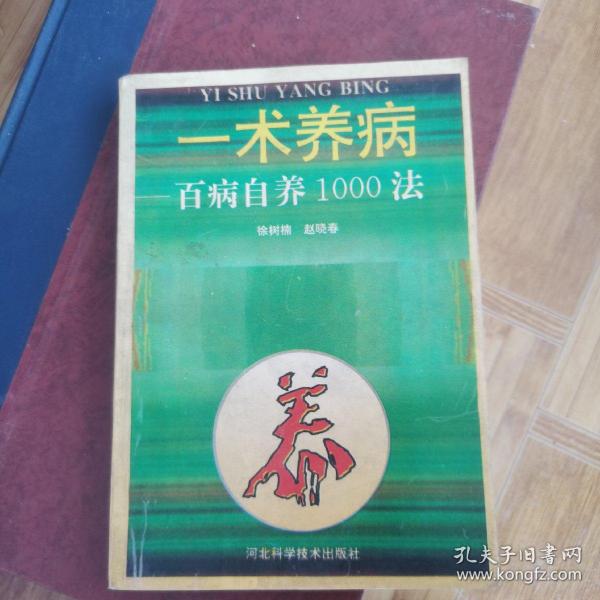 YI SHU YANG BING
一术养病
百病自养1000法
徐树楠 赵晓春
养
河北科学技术出版社
孔夫子旧书网
www.kongfz.com